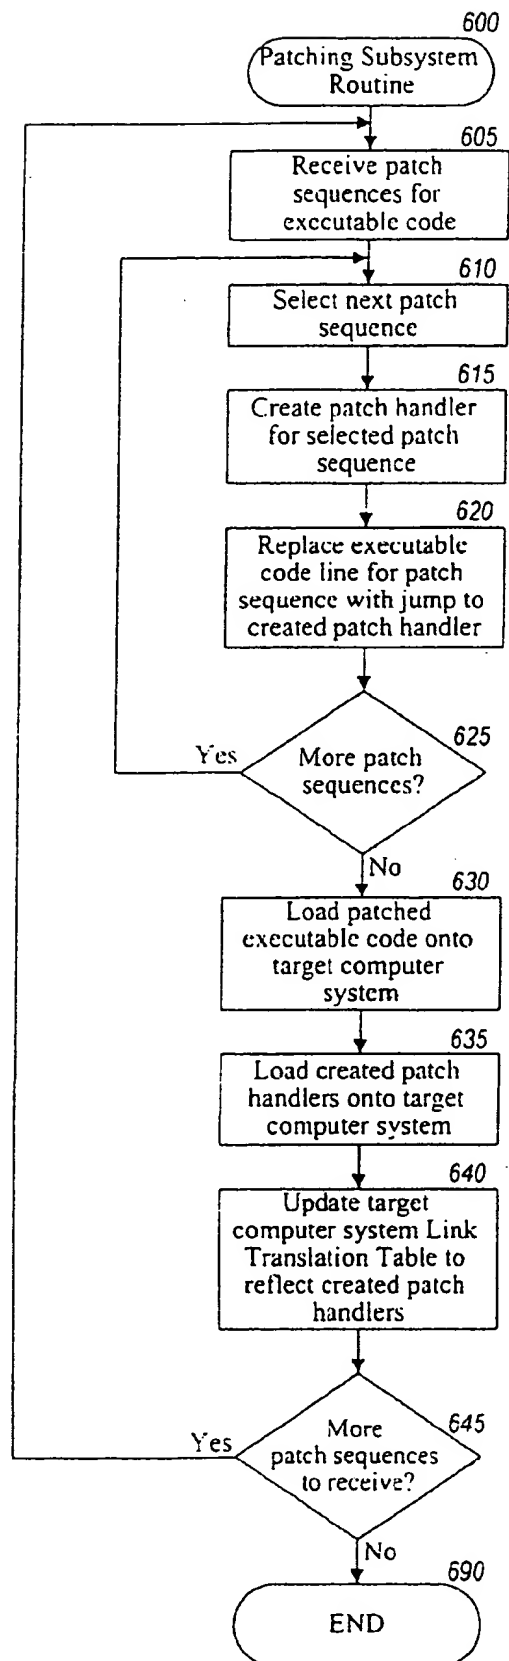 600
Patching Subsystem
Routine
605
Receive patch
sequences for
executable code
610
Select next patch
sequence
615
Create patch handler
for selected patch
sequence
620
Replace executable
code line for patch
sequence with jump to
created patch handler
625
Yes
More patch
sequences?
No
630
Load patched
executable code onto
target computer
system
635
Load created patch
handlers onto target
computer system
640
Update target
computer system Link
Translation Table to
reflect created patch
handlers
645
Yes
More
patch sequences
to receive?
No
690
END